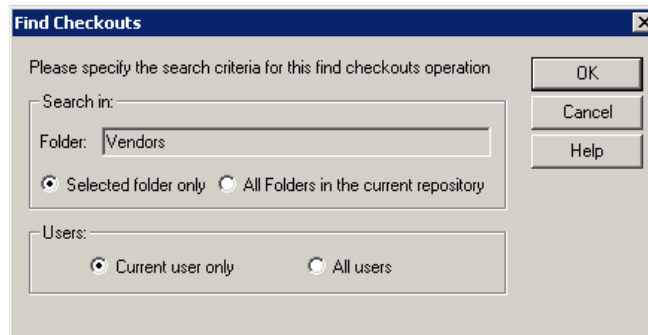 Find Checkouts
Please specify the search criteria for this find checkouts operation
OK
Search in:
Cancel
Folder: Vendors
Help
Selected folder only All Folders in the current repository
Users:
Current user only All users